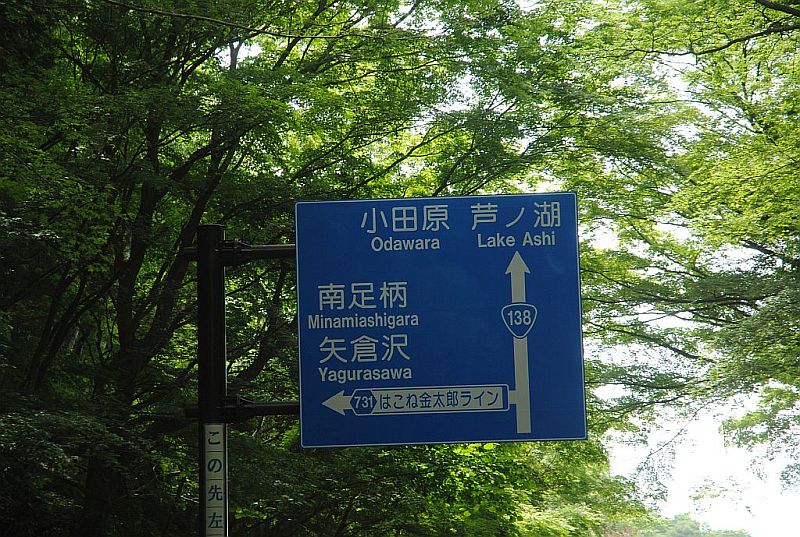 小田原 芦ノ湖
Odawara Lake Ashi
138
南足柄
Minamiashigara
矢倉沢
Yagurasawa
731 はこね金太郎ライン
この先左